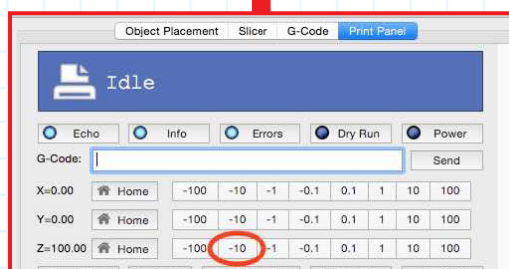 Object Placement Slicer G-Code Print Panel
Idle
Echo Info Errors Dry Run Power
G-Code: Send
X=0.00 Home -100 -10 -1 -0.1 0.1 1 10 100
Y=0.00 Home -100 -10 -1 -0.1 0.1 1 10 100
Z=100.00 Home -100 -10 -1 -0.1 0.1 1 10 100